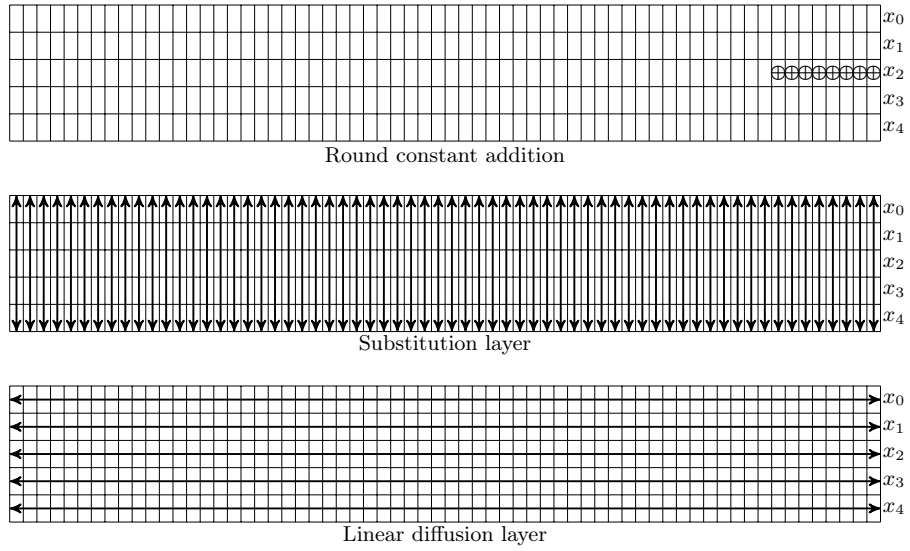 x₀
x₁
x₂
x₃
x₄
Round constant addition
x₀
x₁
x₂
x₃
x₄
Substitution layer
x₀
x₁
x₂
x₃
x₄
Linear diffusion layer